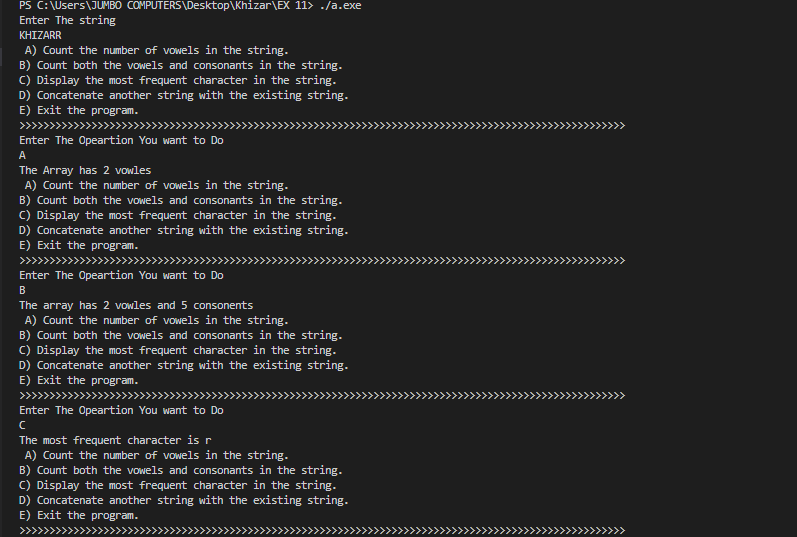 PS C:\Users\JUMBO COMPUTERS\Desktop\Khizar\EX 11> ./a.exe
Enter The string
KHIZARR
 A) Count the number of vowels in the string.
B) Count both the vowels and consonants in the string.
C) Display the most frequent character in the string.
D) Concatenate another string with the existing string.
E) Exit the program.
>>>>>>>>>>>>>>>>>>>>>>>>>>>>>>>>>>>>>>>>>>>>>>>>>>>>>>>>>>>>>>>>>>>>>>>>>>>>>>>>>>>>>>>>>>>>>>>>>>>>>
Enter The Opeartion You want to Do
A
The Array has 2 vowles
 A) Count the number of vowels in the string.
B) Count both the vowels and consonants in the string.
C) Display the most frequent character in the string.
D) Concatenate another string with the existing string.
E) Exit the program.
>>>>>>>>>>>>>>>>>>>>>>>>>>>>>>>>>>>>>>>>>>>>>>>>>>>>>>>>>>>>>>>>>>>>>>>>>>>>>>>>>>>>>>>>>>>>>>>>>>>>>
Enter The Opeartion You want to Do
B
The array has 2 vowles and 5 consonents
 A) Count the number of vowels in the string.
B) Count both the vowels and consonants in the string.
C) Display the most frequent character in the string.
D) Concatenate another string with the existing string.
E) Exit the program.
>>>>>>>>>>>>>>>>>>>>>>>>>>>>>>>>>>>>>>>>>>>>>>>>>>>>>>>>>>>>>>>>>>>>>>>>>>>>>>>>>>>>>>>>>>>>>>>>>>>>>
Enter The Opeartion You want to Do
C
The most frequent character is r
 A) Count the number of vowels in the string.
B) Count both the vowels and consonants in the string.
C) Display the most frequent character in the string.
D) Concatenate another string with the existing string.
E) Exit the program.
>>>>>>>>>>>>>>>>>>>>>>>>>>>>>>>>>>>>>>>>>>>>>>>>>>>>>>>>>>>>>>>>>>>>>>>>>>>>>>>>>>>>>>>>>>>>>>>>>>>>>